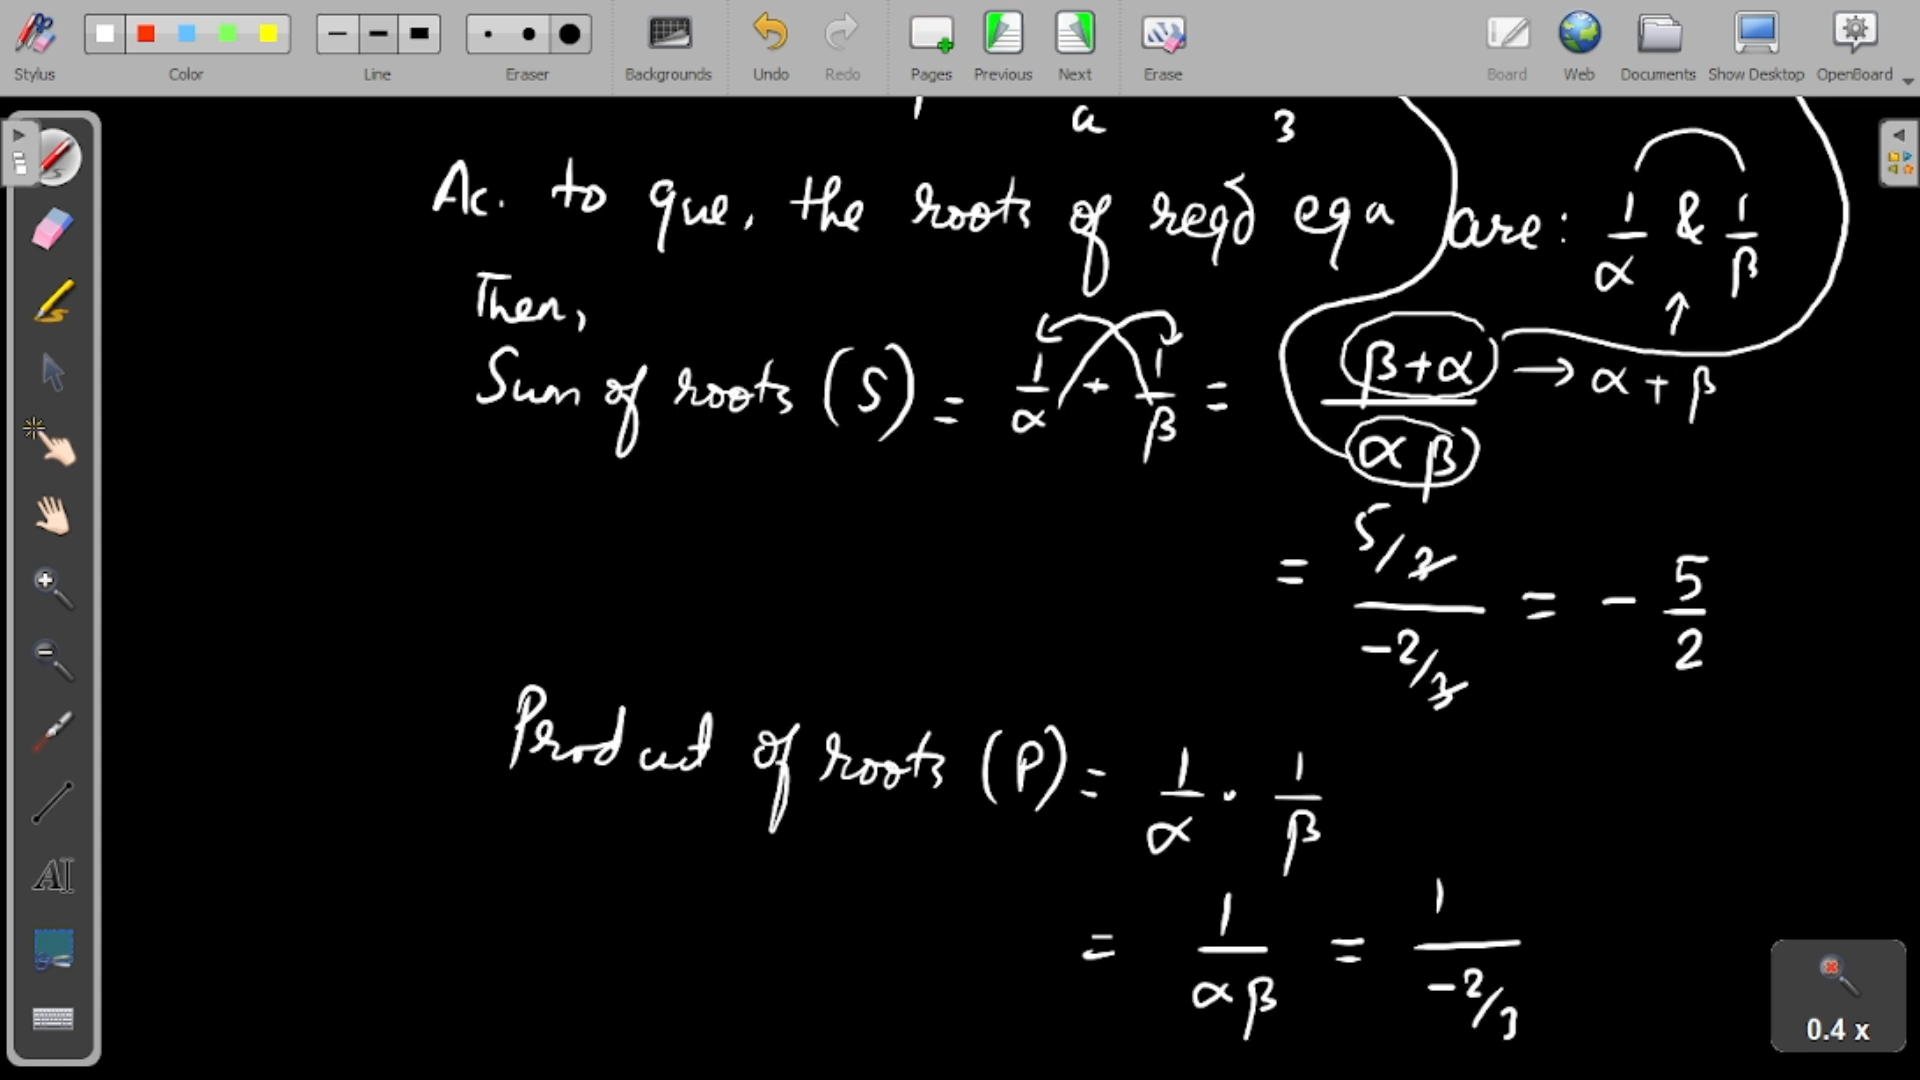 Stylus Color Line Eraser Backgrounds Undo Redo Pages Previous Next Erase Board Web Documents Show Desktop OpenBoard
a 3
Ac. to que, the roots of reqd eqn are: 1/α & 1/β
Then,
Sum of roots (S) = 1/α + 1/β = β+α/αβ → α + β
= 5/3/-2/3 = - 5/2
Product of roots (P) = 1/α . 1/β
= 1/αβ = 1/-2/3
0.4 x